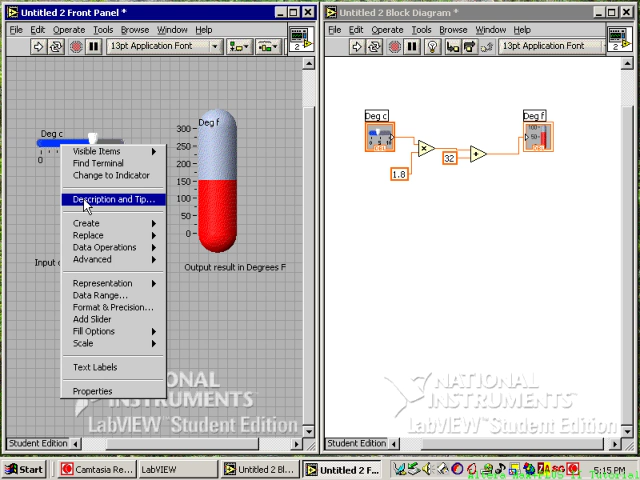 Untitled 2 Front Panel *
File Edit Operate Tools Browse Window Help
13pt Application Font
2
Deg c
0
Visible Items
Find Terminal
Change to Indicator
Description and Tip...
Create
Replace
Data Operations
Advanced
Representation
Data Range...
Format & Precision...
Add Slider
Fill Options
Scale
Text Labels
Properties
Deg f
300
250
200
150
100
50
0
Input
Output result in Degrees F
NATIONAL
INSTRUMENTS
LabVIEW™ Student Edition
Student Edition
Untitled 2 Block Diagram *
File Edit Operate Tools Browse Window Help
13pt Application Font
2
Deg c
Deg f
1.8
32
NATIONAL
INSTRUMENTS
LabVIEW™ Student Edition
Student Edition
Start
Camtasia Re...
LabVIEW
Untitled 2 Bl...
Untitled 2 F...
5:15 PM